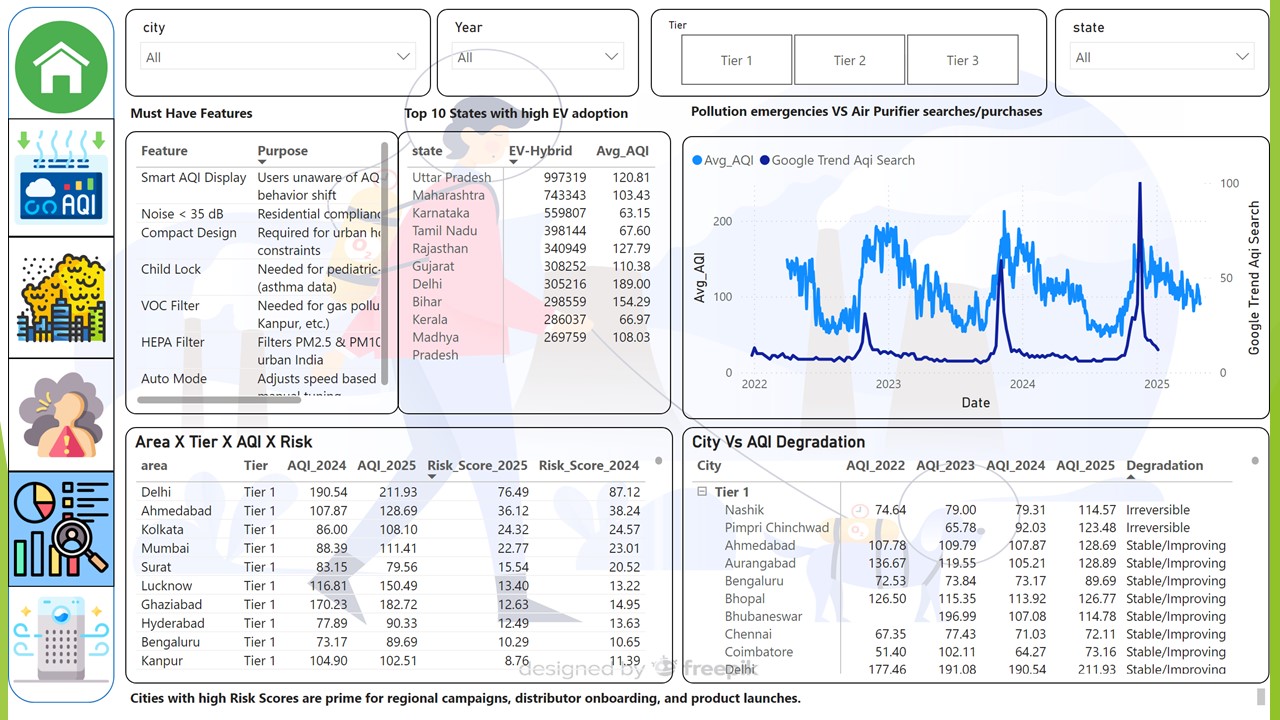 city
Year
Tier
state
All
All
Tier 1 Tier 2 Tier 3
All
Must Have Features
Top 10 States with high EV adoption
Pollution emergencies VS Air Purifier searches/purchases
Feature Purpose
Smart AQI Display Users unaware of AQ
behavior shift
Noise < 35 dB Residential complianc
Compact Design Required for urban h
constraints
Child Lock Needed for pediatric-
(asthma data)
VOC Filter Needed for gas pollu
Kanpur, etc.)
HEPA Filter Filters PM2.5 & PM10
urban India
Auto Mode Adjusts speed based
manual tuning
state EV-Hybrid Avg_AQI
Uttar Pradesh 997319 120.81
Maharashtra 743343 103.43
Karnataka 559807 63.15
Tamil Nadu 398144 67.60
Rajasthan 340949 127.79
Gujarat 308252 110.38
Delhi 305216 189.00
Bihar 298559 154.29
Kerala 286037 66.97
Madhya 269759 108.03
Pradesh
Avg_AQI Google Trend Aqi Search
200
100
0
Avg_AQI
100
50
0
Google Trend Aqi Search
2022 2023 2024 2025
Date
AQI
O2
Area X Tier X AQI X Risk
area Tier AQI_2024 AQI_2025 Risk_Score_2025 Risk_Score_2024
Delhi Tier 1 190.54 211.93 76.49 87.12
Ahmedabad Tier 1 107.87 128.69 36.12 38.24
Kolkata Tier 1 86.00 108.10 24.32 24.57
Mumbai Tier 1 88.39 111.41 22.77 23.01
Surat Tier 1 83.15 79.56 15.54 20.52
Lucknow Tier 1 116.81 150.49 13.40 13.22
Ghaziabad Tier 1 170.23 182.72 12.63 14.95
Hyderabad Tier 1 77.89 90.33 12.49 13.63
Bengaluru Tier 1 73.17 89.69 10.29 10.65
Kanpur Tier 1 104.90 102.51 8.76 11.39
City Vs AQI Degradation
City AQI_2022 AQI_2023 AQI_2024 AQI_2025 Degradation
Tier 1
Nashik 74.64 79.00 79.31 114.57 Irreversible
Pimpri Chinchwad 65.78 92.03 123.48 Irreversible
Ahmedabad 107.78 109.79 107.87 128.69 Stable/Improving
Aurangabad 136.67 119.55 105.21 128.89 Stable/Improving
Bengaluru 72.53 73.84 73.17 89.69 Stable/Improving
Bhopal 126.50 115.35 113.92 126.77 Stable/Improving
Bhubaneswar 196.99 107.08 114.78 Stable/Improving
Chennai 67.35 77.43 71.03 72.11 Stable/Improving
Coimbatore 51.40 102.11 64.27 73.16 Stable/Improving
Delhi 177.46 191.08 190.54 211.93 Stable/Improving
designed by freepik
Cities with high Risk Scores are prime for regional campaigns, distributor onboarding, and product launches.